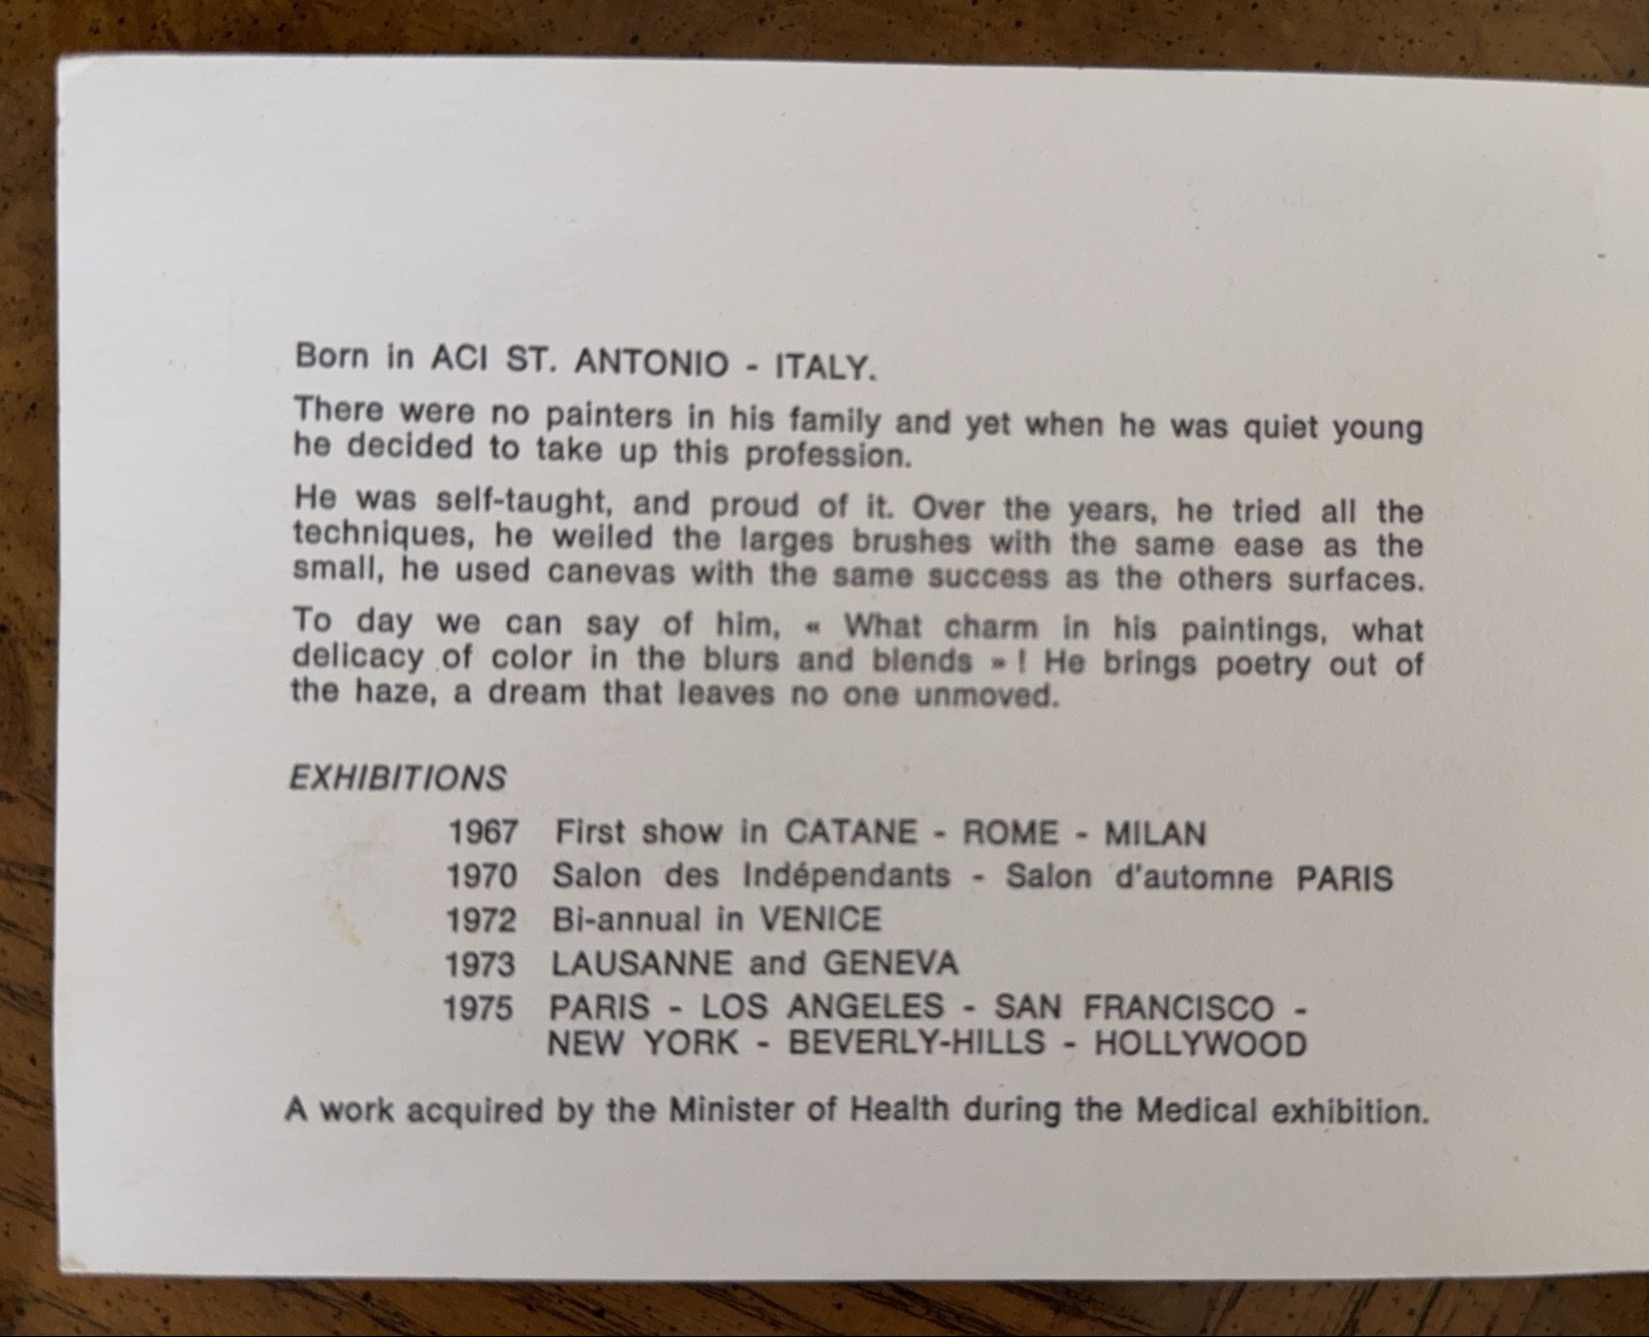 Born in ACI ST. ANTONIO - ITALY.
There were no painters in his family and yet when he was quiet young
he decided to take up this profession.
He was self-taught, and proud of it. Over the years, he tried all the
techniques, he weiled the larges brushes with the same ease as the
small, he used canevas with the same success as the others surfaces.
To day we can say of him, « What charm in his paintings, what
delicacy of color in the blurs and blends » ! He brings poetry out of
the haze, a dream that leaves no one unmoved.
EXHIBITIONS
1967 First show in CATANE - ROME - MILAN
1970 Salon des Indépendants - Salon d'automne PARIS
1972 Bi-annual in VENICE
1973 LAUSANNE and GENEVA
1975 PARIS - LOS ANGELES - SAN FRANCISCO -
NEW YORK - BEVERLY-HILLS - HOLLYWOOD
A work acquired by the Minister of Health during the Medical exhibition.